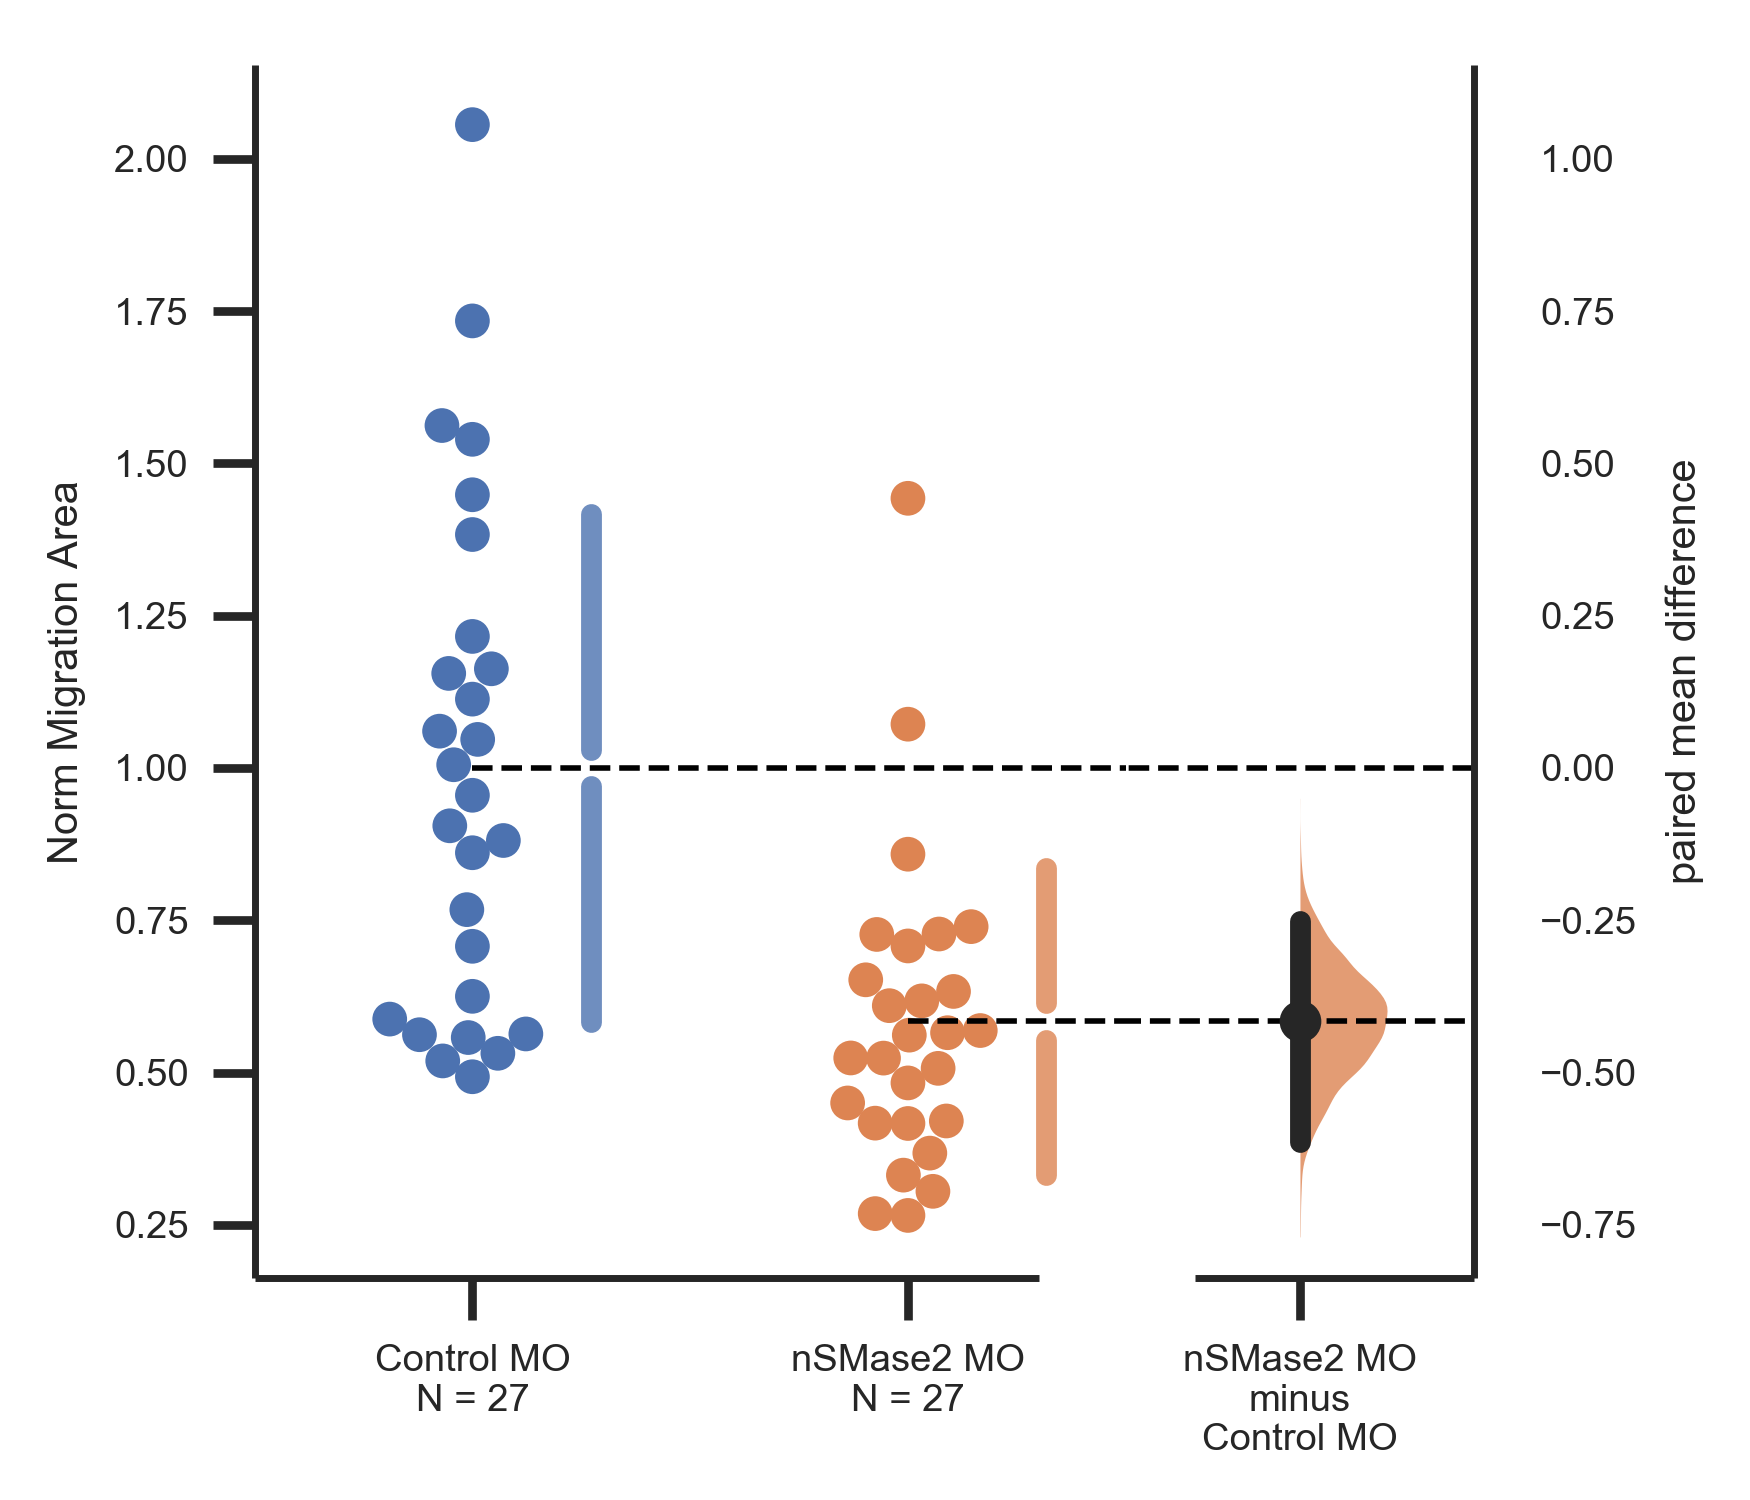 Norm Migration Area
2.00
1.75
1.50
1.25
1.00
0.75
0.50
0.25
1.00
0.75
0.50
0.25
0.00
−0.25
−0.50
−0.75
paired mean difference
Control MO
N = 27
nSMase2 MO
N = 27
nSMase2 MO
minus
Control MO